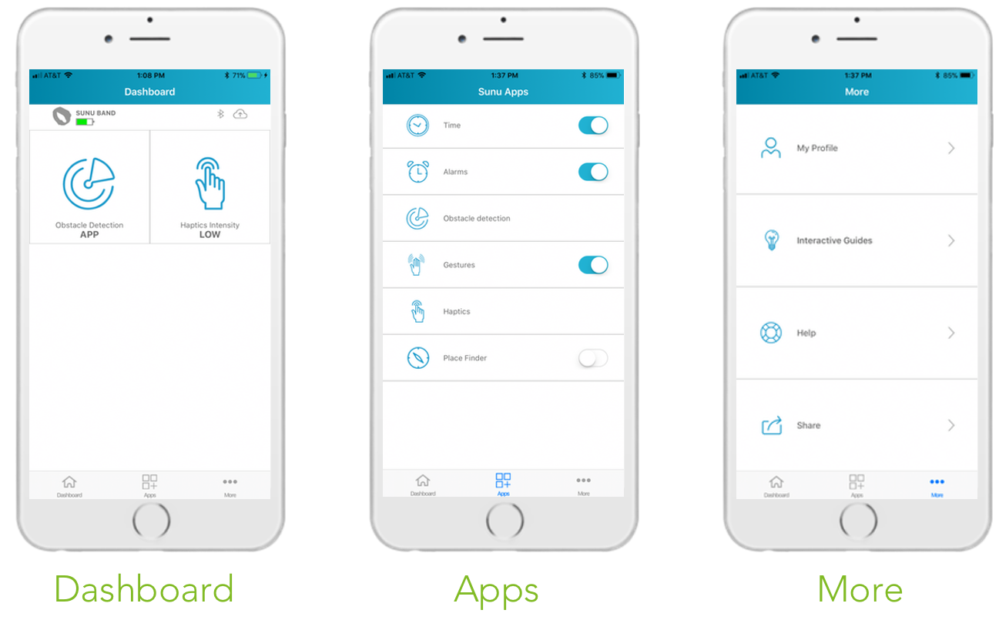 AT&T 1:08 PM 71%
Dashboard
SUNU BAND
Obstacle Detection
APP
Haptics Intensity
LOW
Dashboard
Apps
More
AT&T 1:37 PM 85%
Sunu Apps
Time
Alarms
Obstacle detection
Gestures
Haptics
Place Finder
Dashboard
Apps
More
AT&T 1:37 PM 85%
More
My Profile
Interactive Guides
Help
Share
Dashboard
Apps
More
Dashboard
Apps
More